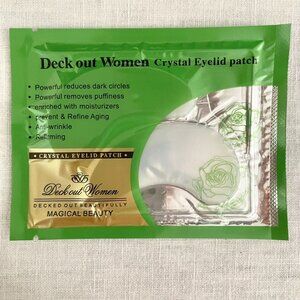 Deck out Women Crystal Eyelid patch
• Powerful reduces dark circles
• Powerful removes puffiness
• enriched with moisturizers
• prevent & Refine Aging
• Anti-wrinkle
• CRYSTAL EYELID PATCH •
Deck out Women
DECKED OUT BEAUTIFULLY
MAGICAL BEAUTY